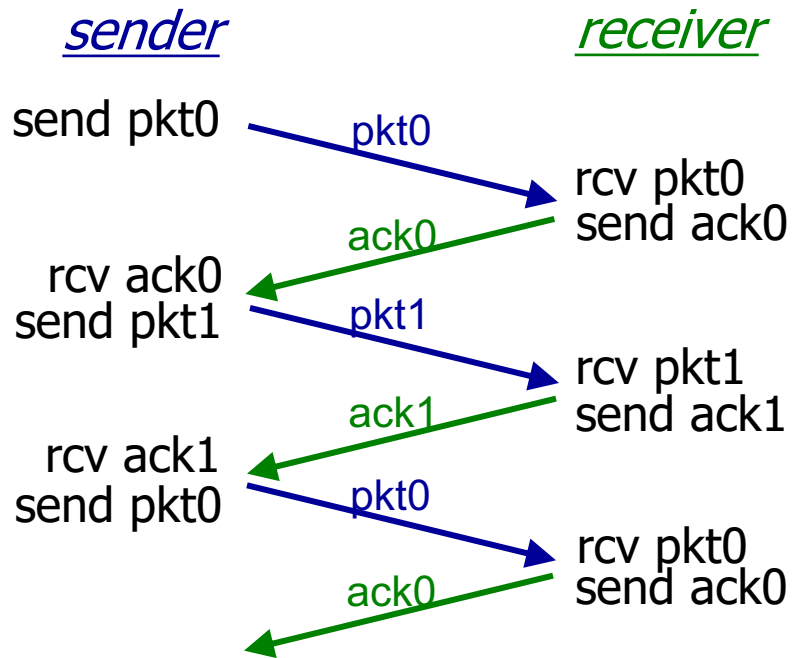 sender
receiver
send pkt0
pkt0
rcv pkt0
send ack0
ack0
rcv ack0
send pkt1
pkt1
rcv pkt1
send ack1
ack1
rcv ack1
send pkt0
pkt0
rcv pkt0
send ack0
ack0